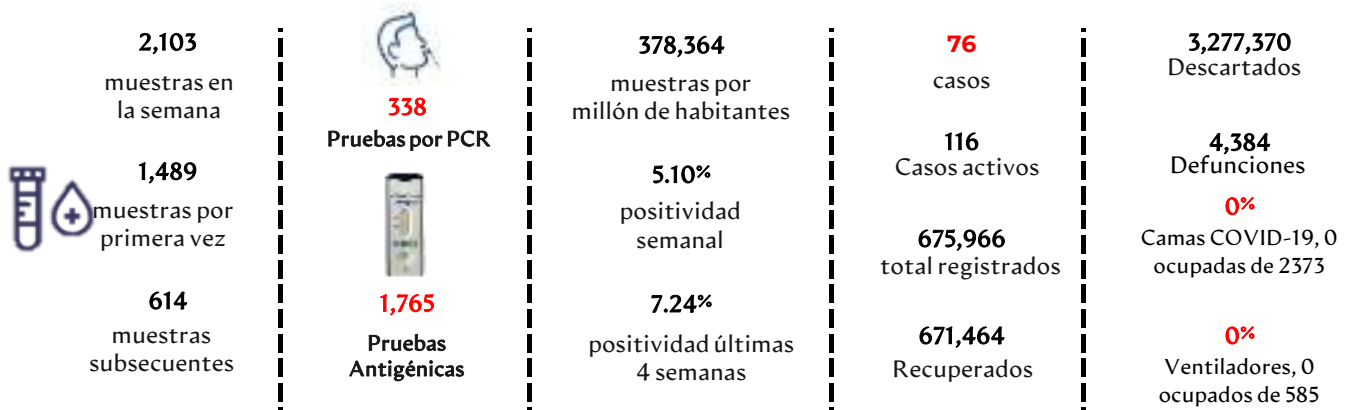 2,103
muestras en
la semana
1,489
muestras por
primera vez
614
muestras
subsecuentes
338
Pruebas por PCR
1,765
Pruebas
Antigénicas
378,364
muestras por
millón de habitantes
5.10%
positividad
semanal
7.24%
positividad últimas
4 semanas
76
casos
116
Casos activos
675,966
total registrados
671,464
Recuperados
3,277,370
Descartados
4,384
Defunciones
0%
Camas COVID-19, 0
ocupadas de 2373
0%
Ventiladores, 0
ocupados de 585